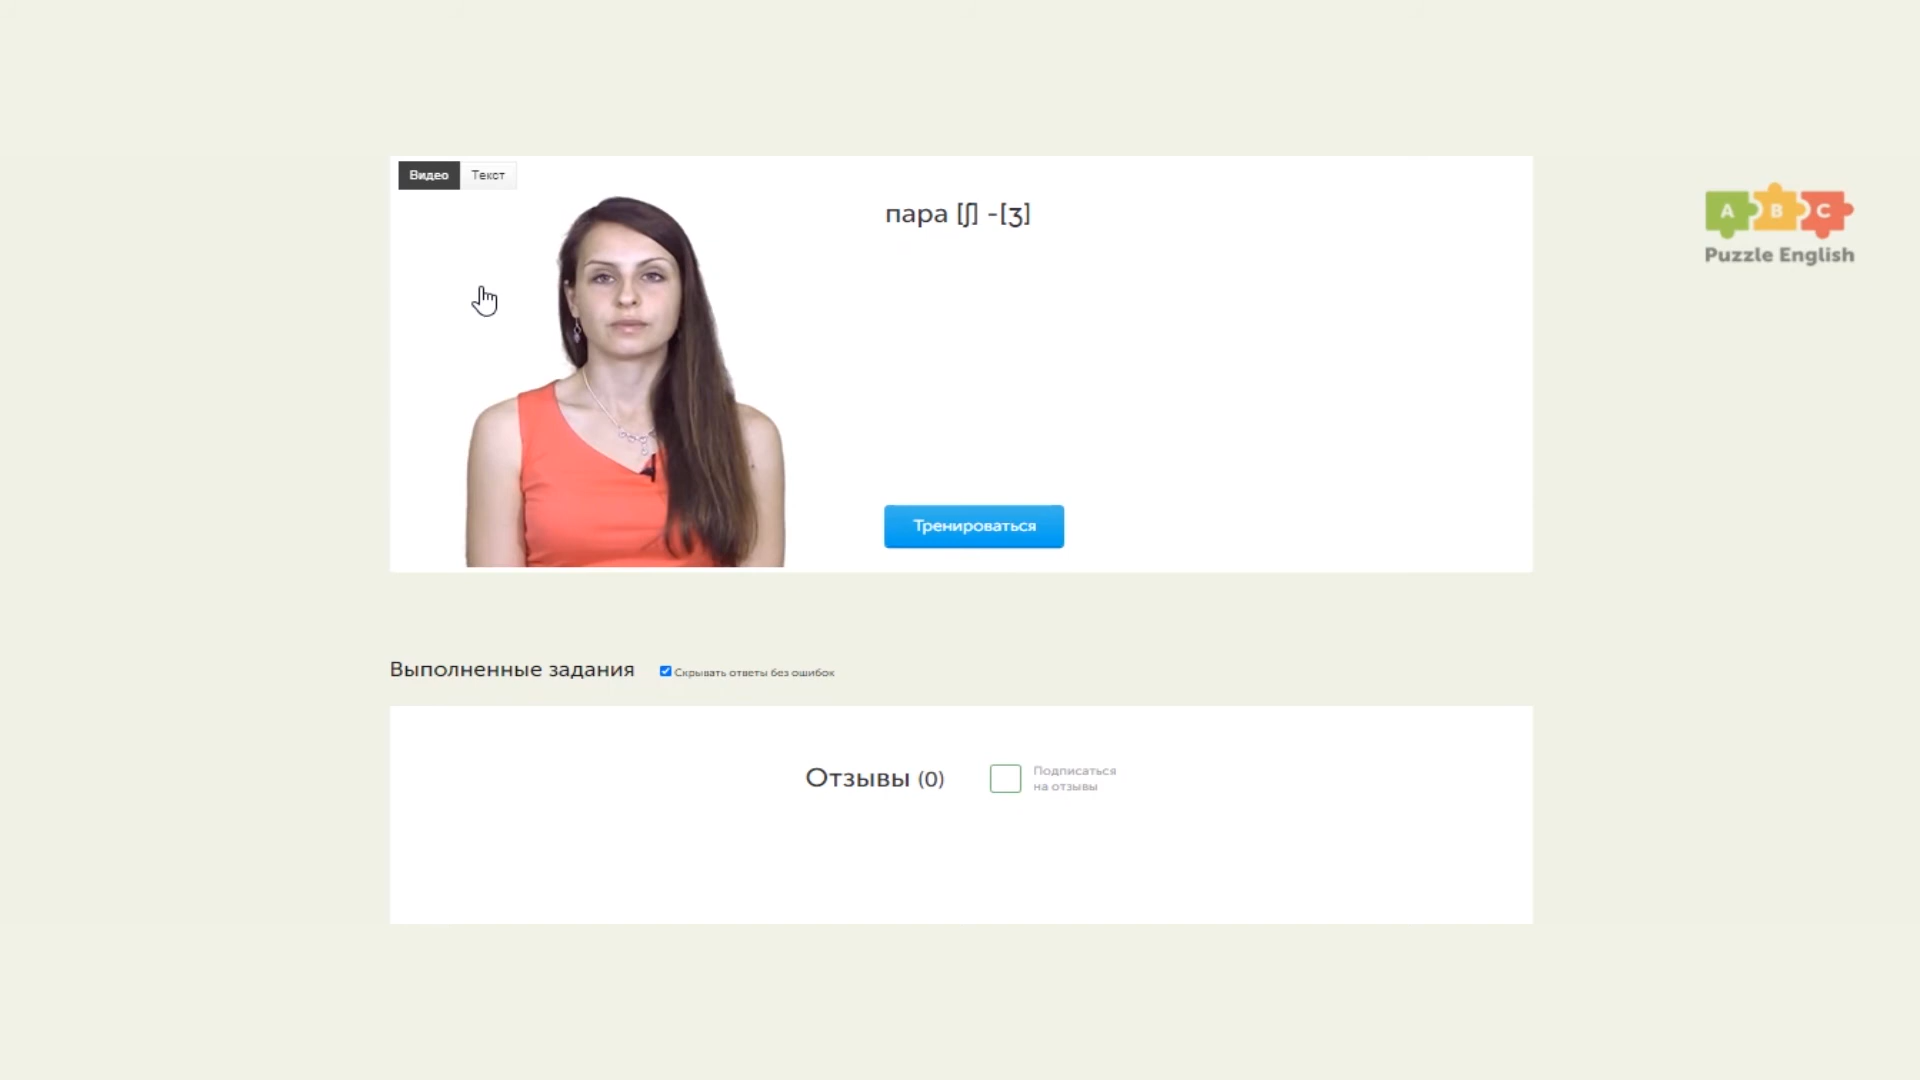 Видео Текст
пара [ʃ] -[ʒ]
A B C
Puzzle English
Тренироваться
Выполненные задания
Скрывать ответы без ошибок
Отзывы (0)
Подписаться
на отзывы